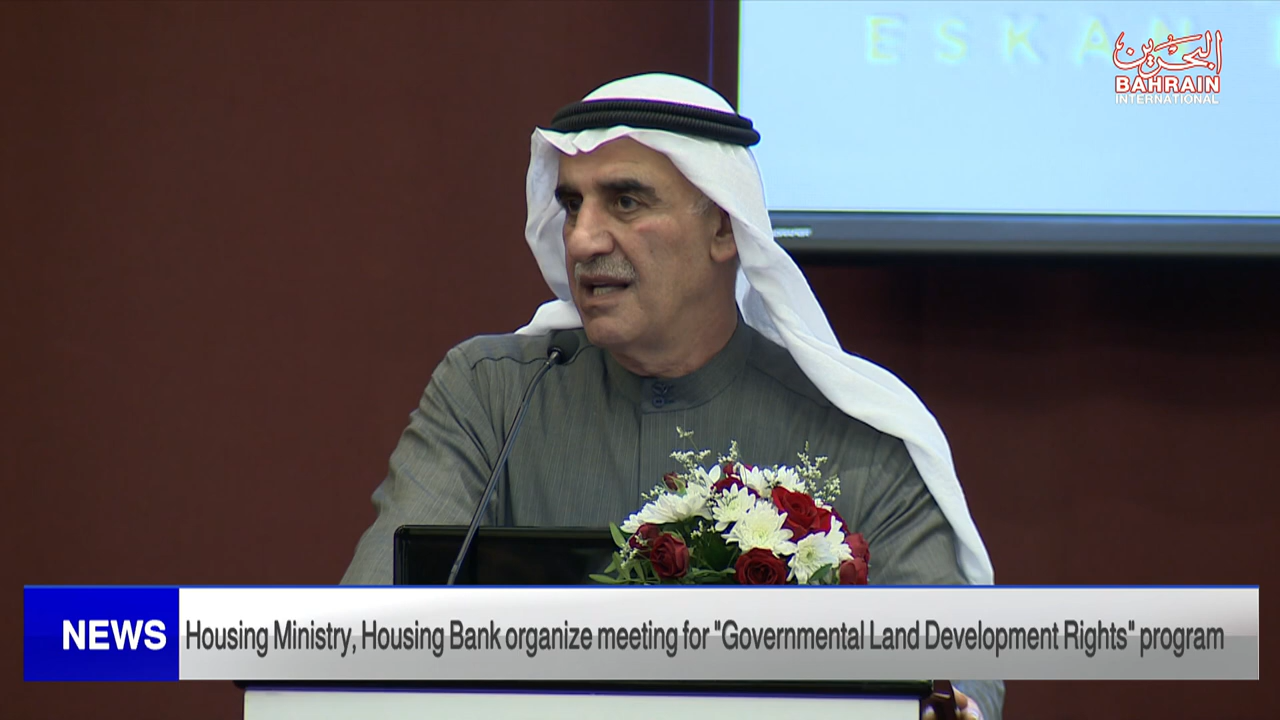 ESKAN
البحرين
BAHRAIN
INTERNATIONAL
NEWS
Housing Ministry, Housing Bank organize meeting for "Governmental Land Development Rights" program